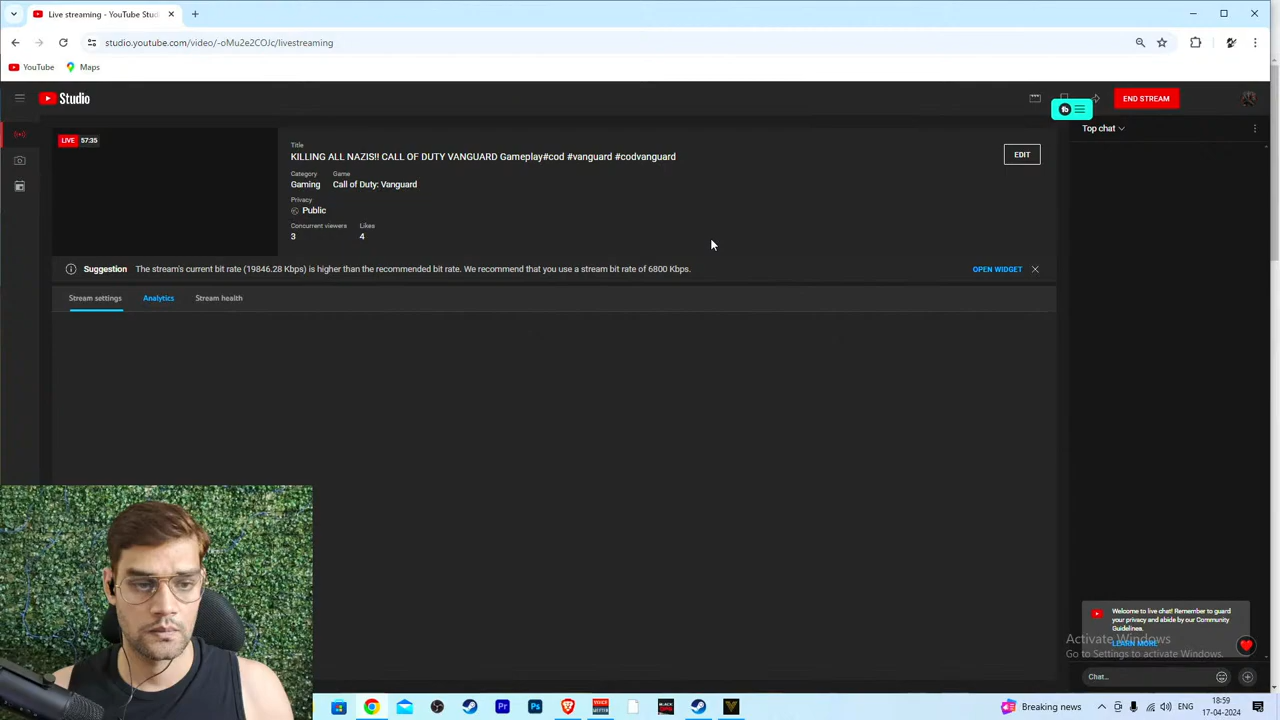 Live streaming - YouTube Stud
studio.youtube.com/video/-oMu2e2COJc/livestreaming
YouTube
Maps
Studio
END STREAM
LIVE 57:35
Title
KILLING ALL NAZIS!! CALL OF DUTY VANGUARD Gameplay#cod #vanguard #codvanguard
EDIT
Category Game
Gaming Call of Duty: Vanguard
Privacy
Public
Concurrent viewers Likes
3 4
Suggestion The stream's current bit rate (19846.28 Kbps) is higher than the recommended bit rate. We recommend that you use a stream bit rate of 6800 Kbps. OPEN WIDGET
Stream settings Analytics Stream health
Top chat
Welcome to live chat! Remember to guard
your privacy and abide by our Community
Guidelines.
LEARN MORE
Activate Windows
Go to Settings to activate Windows.
Chat...
Breaking news
ENG
18:59
17-04-2024